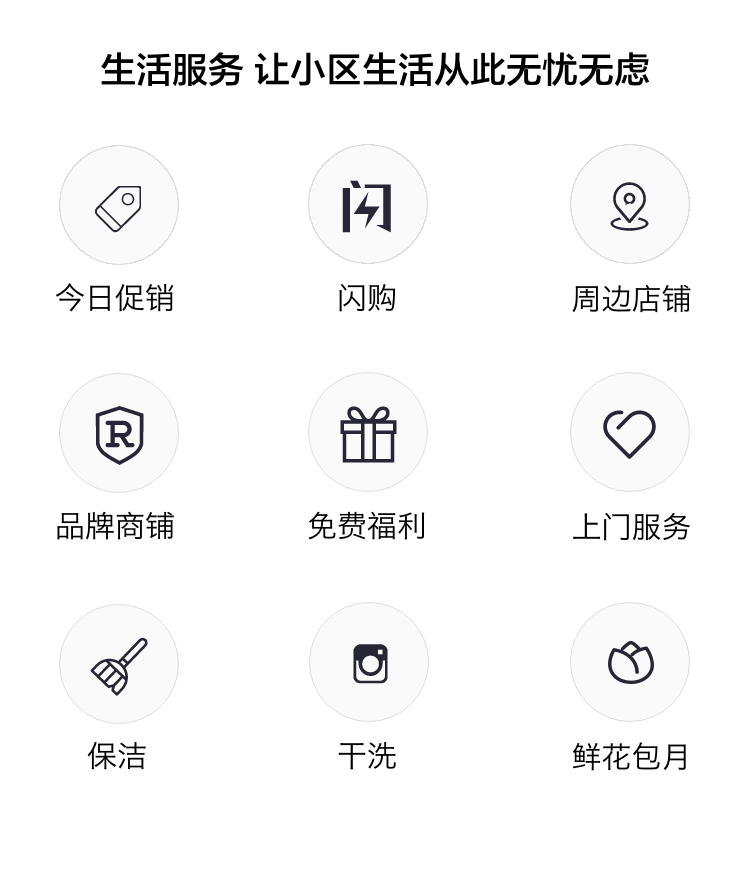 生活服务 让小区生活从此无忧无虑
闪
R
今日促销 闪购 周边店铺
品牌商铺 免费福利 上门服务
保洁 干洗 鲜花包月